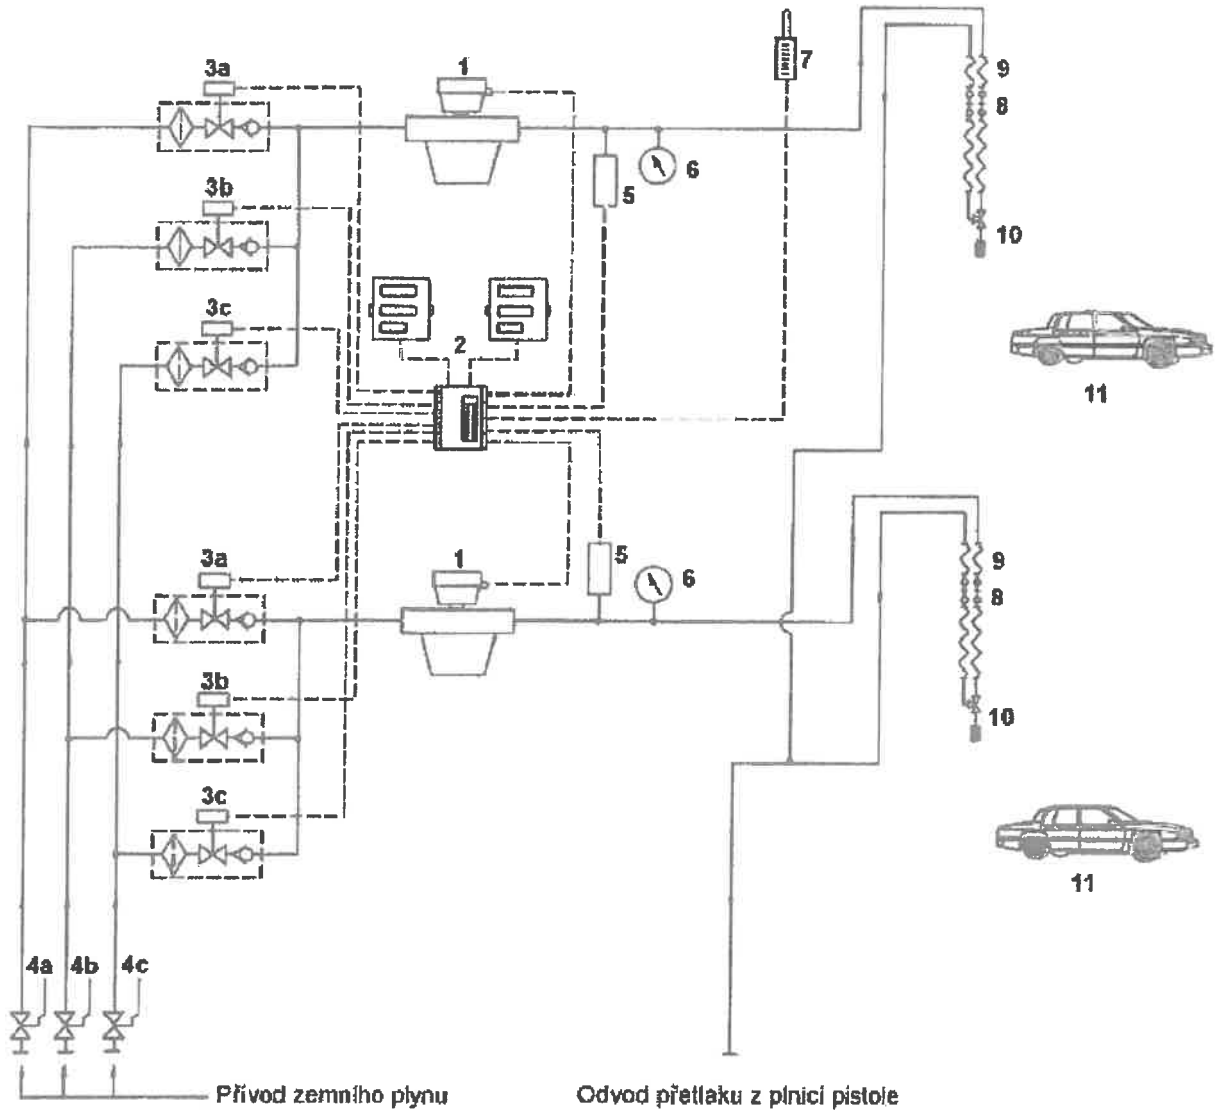 3a
1
7
9
8
3b
5
6
10
3c
2
11
3a
1
5
6
9
8
3b
10
3c
11
4a
4b
4c
Přívod zemního plynu
Odvod přetlaku z plnicí pistole